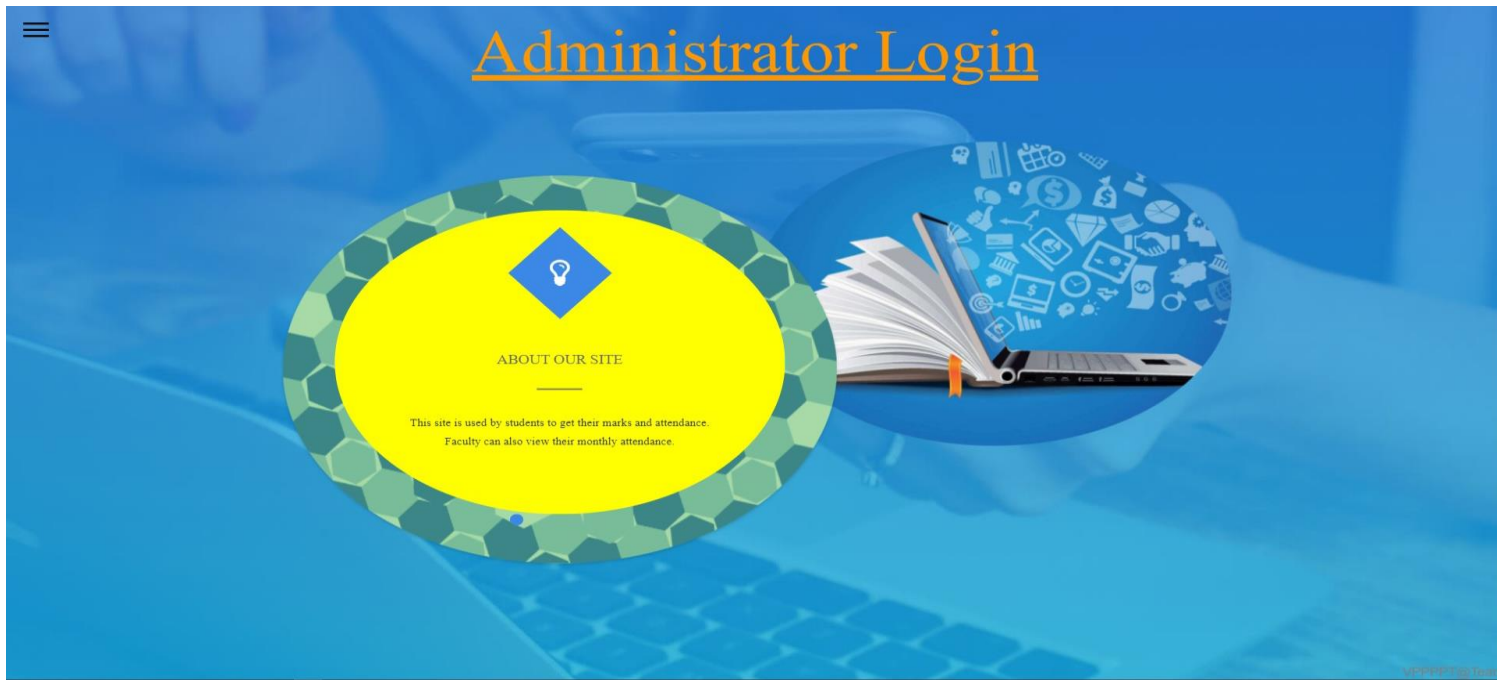 Administrator Login
ABOUT OUR SITE
This site is used by students to get their marks and attendance.
Faculty can also view their monthly attendance.